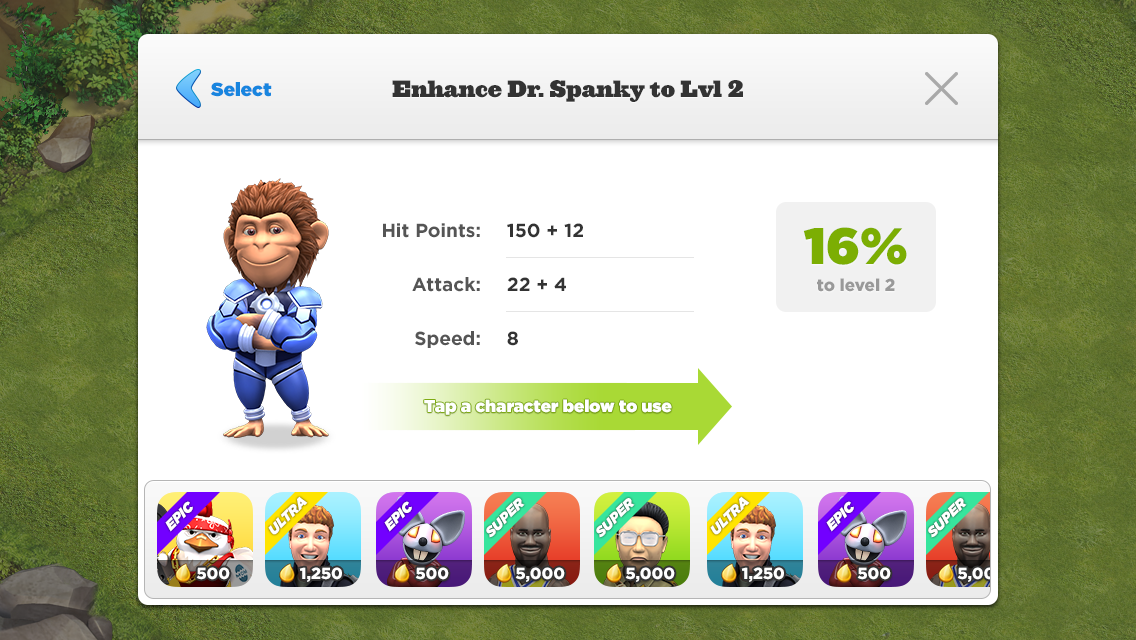 Select
Enhance Dr. Spanky to Lvl 2
Hit Points: 150 + 12
Attack: 22 + 4
Speed: 8
16%
to level 2
Tap a character below to use
EPIC ULTRA EPIC SUPER SUPER ULTRA EPIC SUPER
500 1,250 500 5,000 5,000 1,250 500 5,00